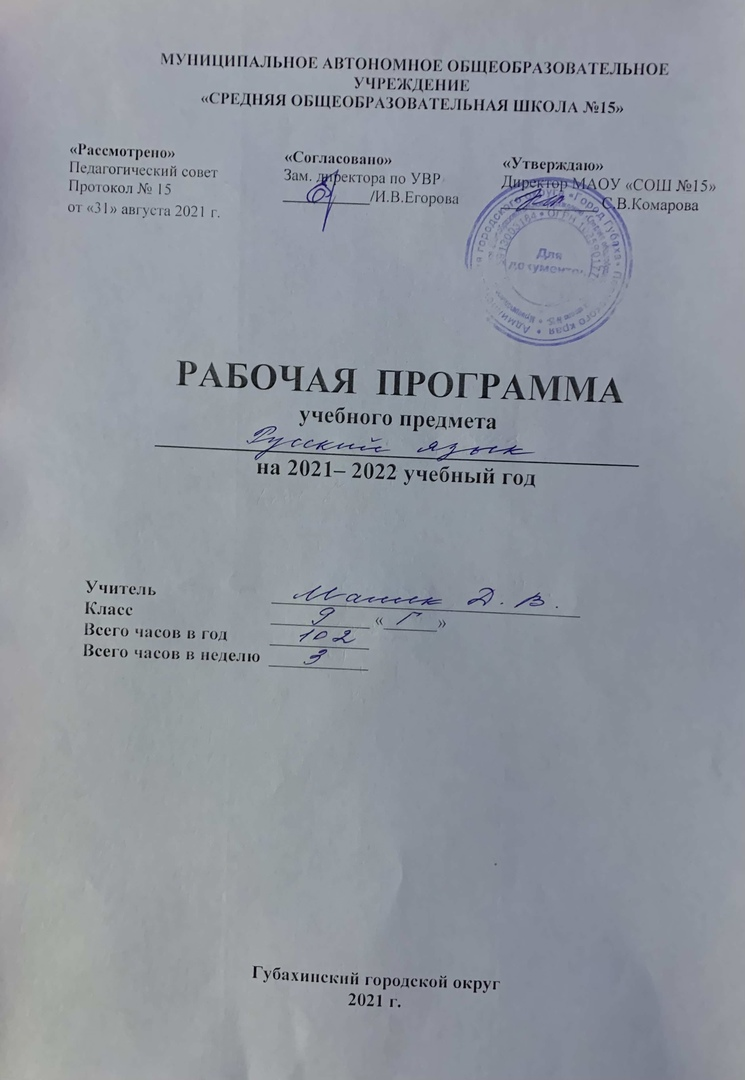 МУНИЦИПАЛЬНОЕ АВТОНОМНОЕ ОБЩЕОБРАЗОВАТЕЛЬНОЕ
УЧРЕЖДЕНИЕ
«СРЕДНЯЯ ОБЩЕОБРАЗОВАТЕЛЬНАЯ ШКОЛА №15»
«Рассмотрено»
Педагогический совет
Протокол № 15
от «31» августа 2021 г.
«Согласовано»
Зам. директора по УВР
/И.В.Егорова
«Утверждаю»
Директор МАОУ «СОШ №15»
С.В.Комарова
Для
документов
РАБОЧАЯ ПРОГРАММА
учебного предмета
Русский язык
на 2021– 2022 учебный год
Учитель Д. В.
Класс 9 « Г »
Всего часов в год 102
Всего часов в неделю 3
Губахинский городской округ
2021 г.